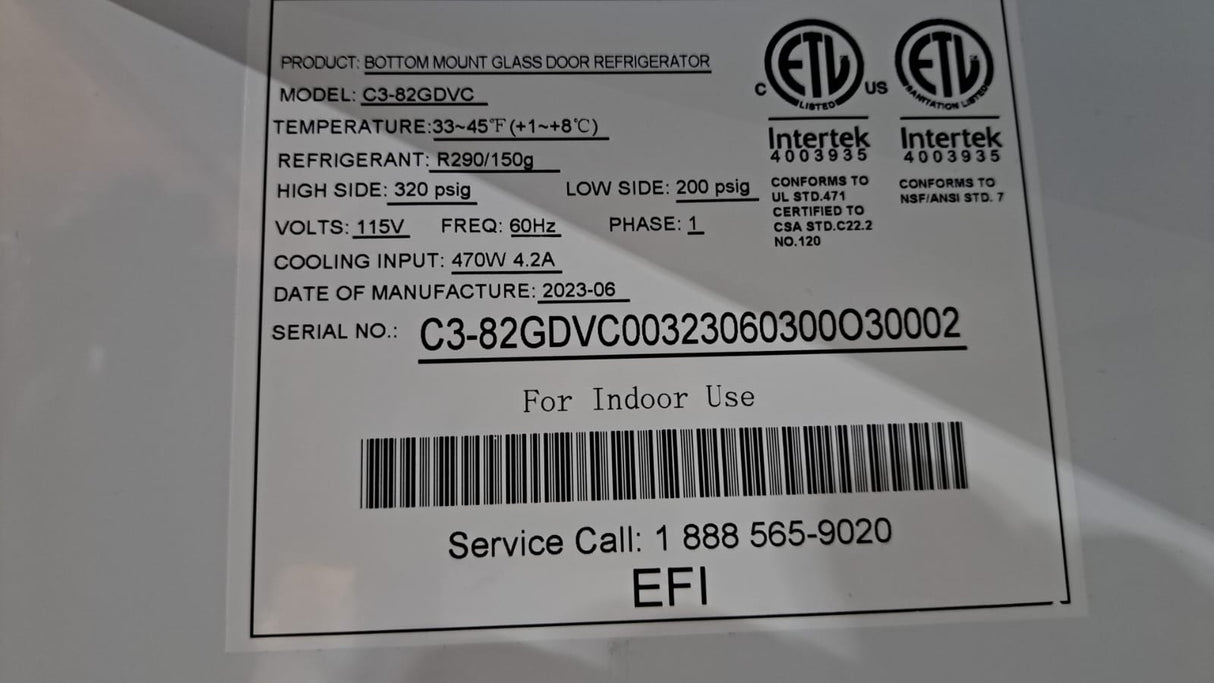 PRODUCT: BOTTOM MOUNT GLASS DOOR REFRIGERATOR
MODEL: C3-82GDVC
TEMPERATURE:33~45℉(+1~+8℃)
REFRIGERANT: R290/150g
HIGH SIDE: 320 psig LOW SIDE: 200 psig
VOLTS: 115V FREQ: 60Hz PHASE: 1
COOLING INPUT: 470W 4.2A
DATE OF MANUFACTURE: 2023-06
SERIAL NO.: C3-82GDVC00323060300O30002
For Indoor Use
Service Call: 1 888 565-9020
EFI
ETL
LISTED
C US
Intertek
4003935
CONFORMS TO
UL STD.471
CERTIFIED TO
CSA STD.C22.2
NO.120
ETL
SANITATION LISTED
Intertek
4003935
CONFORMS TO
NSF/ANSI STD. 7